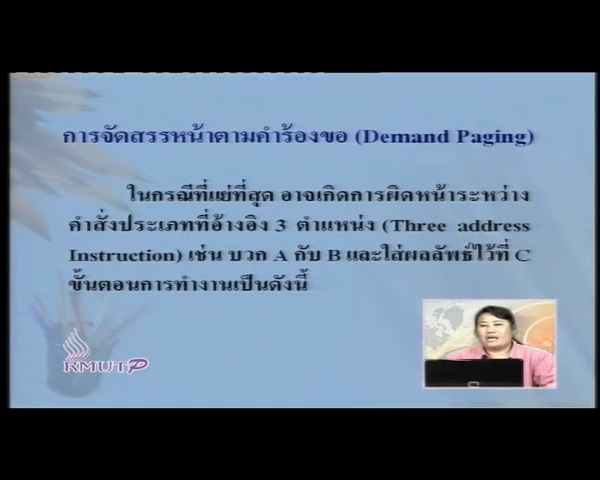 การจัดสรรหน้าตามคำร้องขอ (Demand Paging)
ในกรณีที่แย่ที่สุด อาจเกิดการผิดหน้าระหว่าง
คำสั่งประเภทที่อ้างอิง 3 ตำแหน่ง (Three address
Instruction) เช่น บวก A กับ B และใส่ผลลัพธ์ไว้ที่ C
ขั้นตอนการทำงานเป็นดังนี้
RMUTP